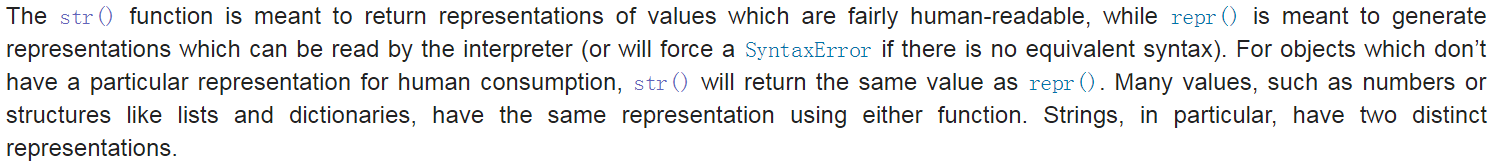 The str() function is meant to return representations of values which are fairly human-readable, while repr() is meant to generate
representations which can be read by the interpreter (or will force a SyntaxError if there is no equivalent syntax). For objects which don’t
have a particular representation for human consumption, str() will return the same value as repr(). Many values, such as numbers or
structures like lists and dictionaries, have the same representation using either function. Strings, in particular, have two distinct
representations.